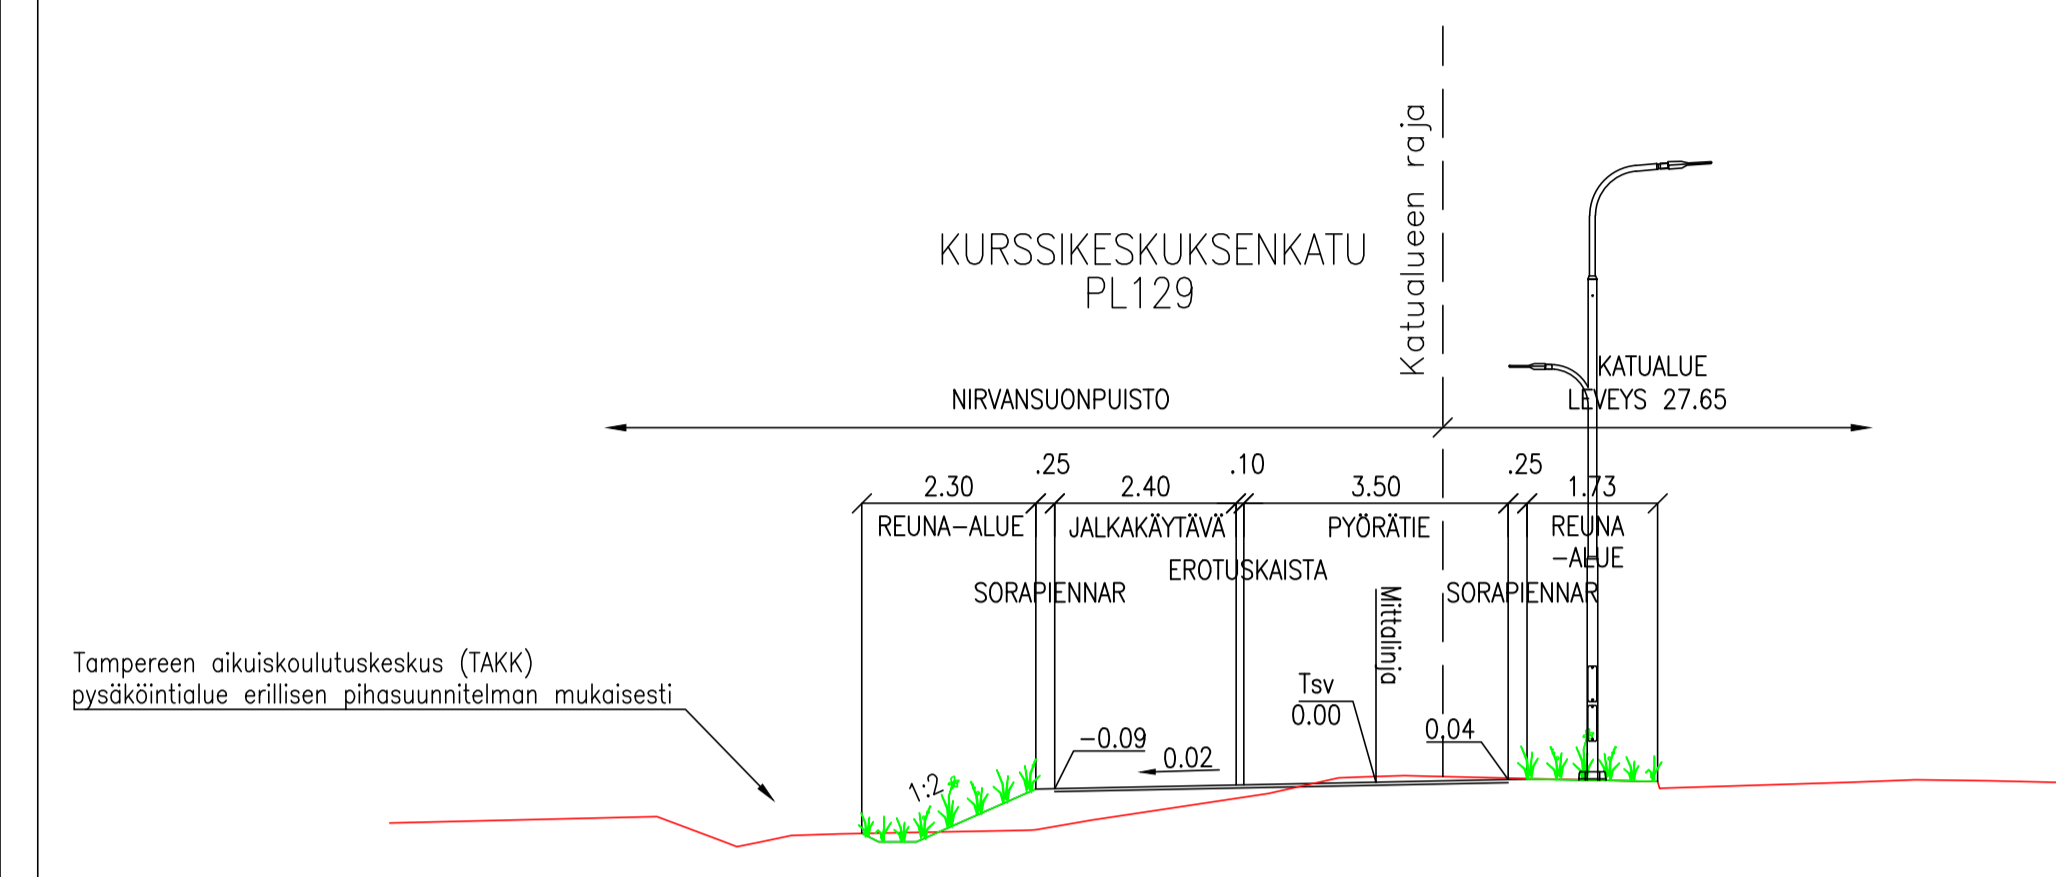 Katualueen raja
KURSSIKESKUKSENKATU
PL129
KATUALUE
NIRVANSUONPUISTO
LEVEYS 27.65
.25
.10
.25
2.30
2.40
3.50
1.73
REUNA-ALUE
JALKAKÄYTÄVÄ
PYÖRÄTIE
REUNA
-ALUE
EROTUSKAISTA
SORAPIENNAR
SORAPIENNAR
Mittalinja
Tampereen aikuiskoulutuskeskus (TAKK)
pysäköintialue erillisen pihasuunnitelman mukaisesti
Tsv
0.00
0.04
-0.09
0.02
1:2